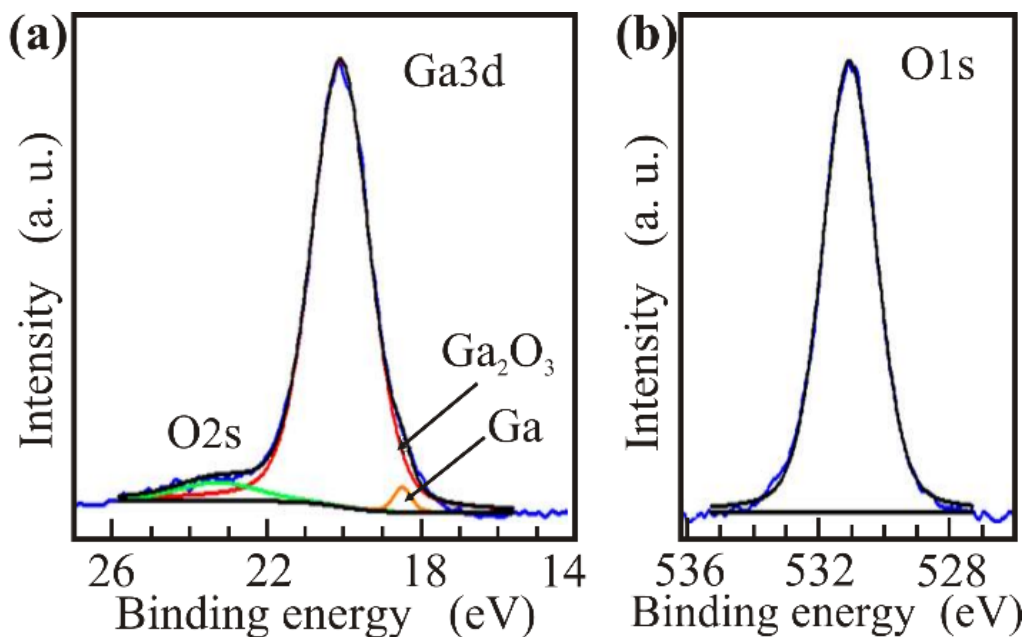 (a)
Ga3d
Ga₂O₃
Ga
O2s
Intensity (a. u.)
26 22 18 14
Binding energy (eV)
(b)
O1s
Intensity (a. u.)
536 532 528
Binding energy (eV)